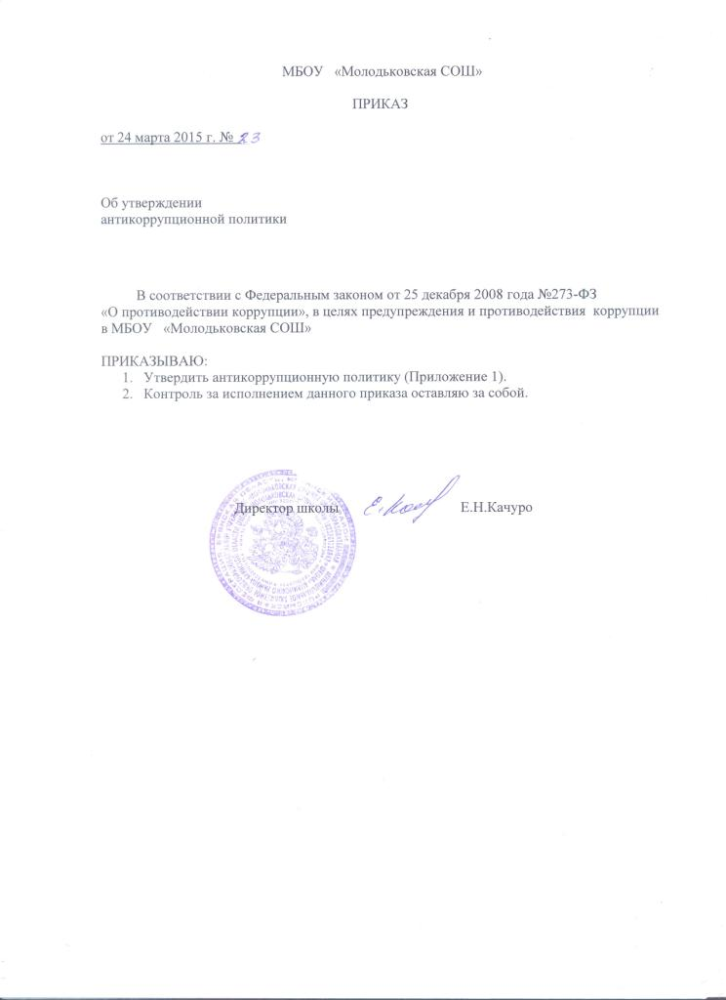 МБОУ «Молодьковская СОШ»
ПРИКАЗ
от 24 марта 2015 г. № 23
Об утверждении
антикоррупционной политики
В соответствии с Федеральным законом от 25 декабря 2008 года №273-ФЗ
«О противодействии коррупции», в целях предупреждения и противодействия коррупции
в МБОУ «Молодьковская СОШ»
ПРИКАЗЫВАЮ:
1. Утвердить антикоррупционную политику (Приложение 1).
2. Контроль за исполнением данного приказа оставляю за собой.
Директор школы Е.Н.Качуро